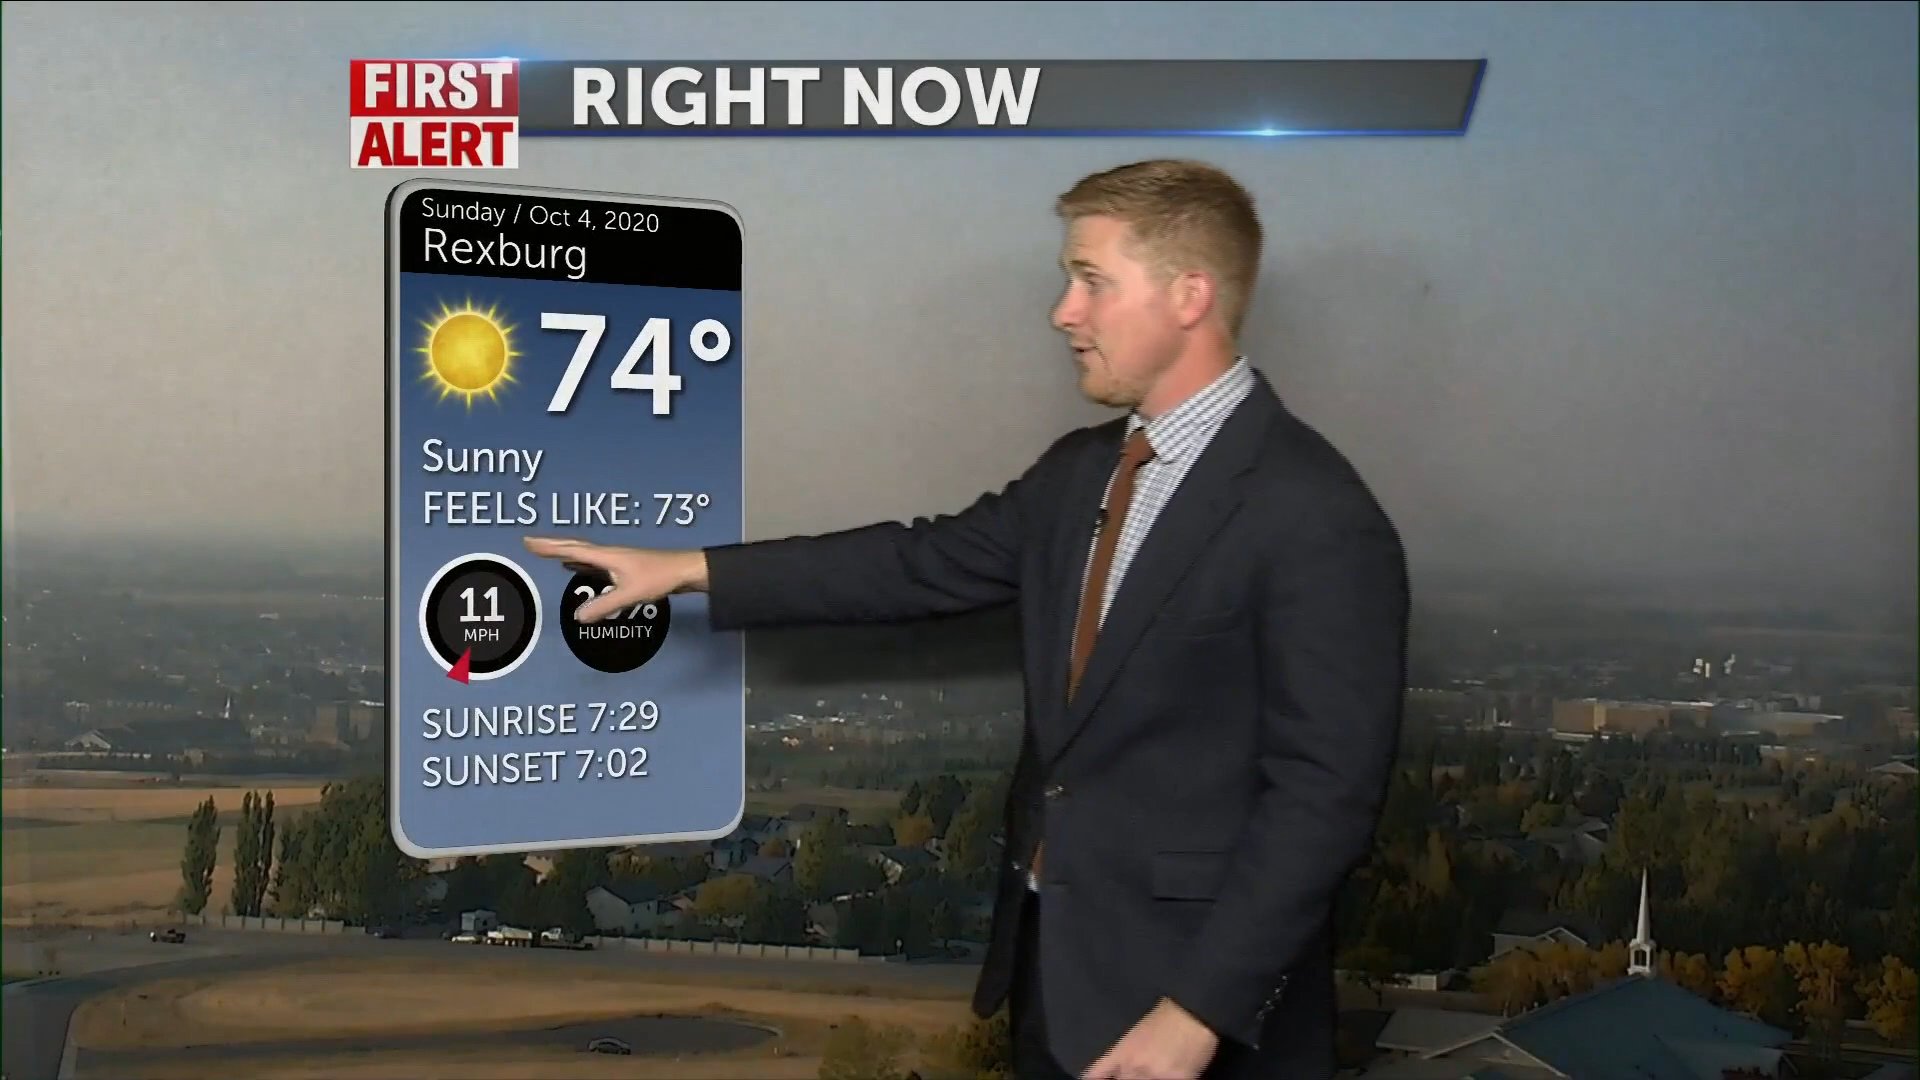 FIRST
ALERT
RIGHT NOW
Sunday / Oct 4, 2020
Rexburg
74°
Sunny
FEELS LIKE: 73°
11
MPH
HUMIDITY
SUNRISE 7:29
SUNSET 7:02